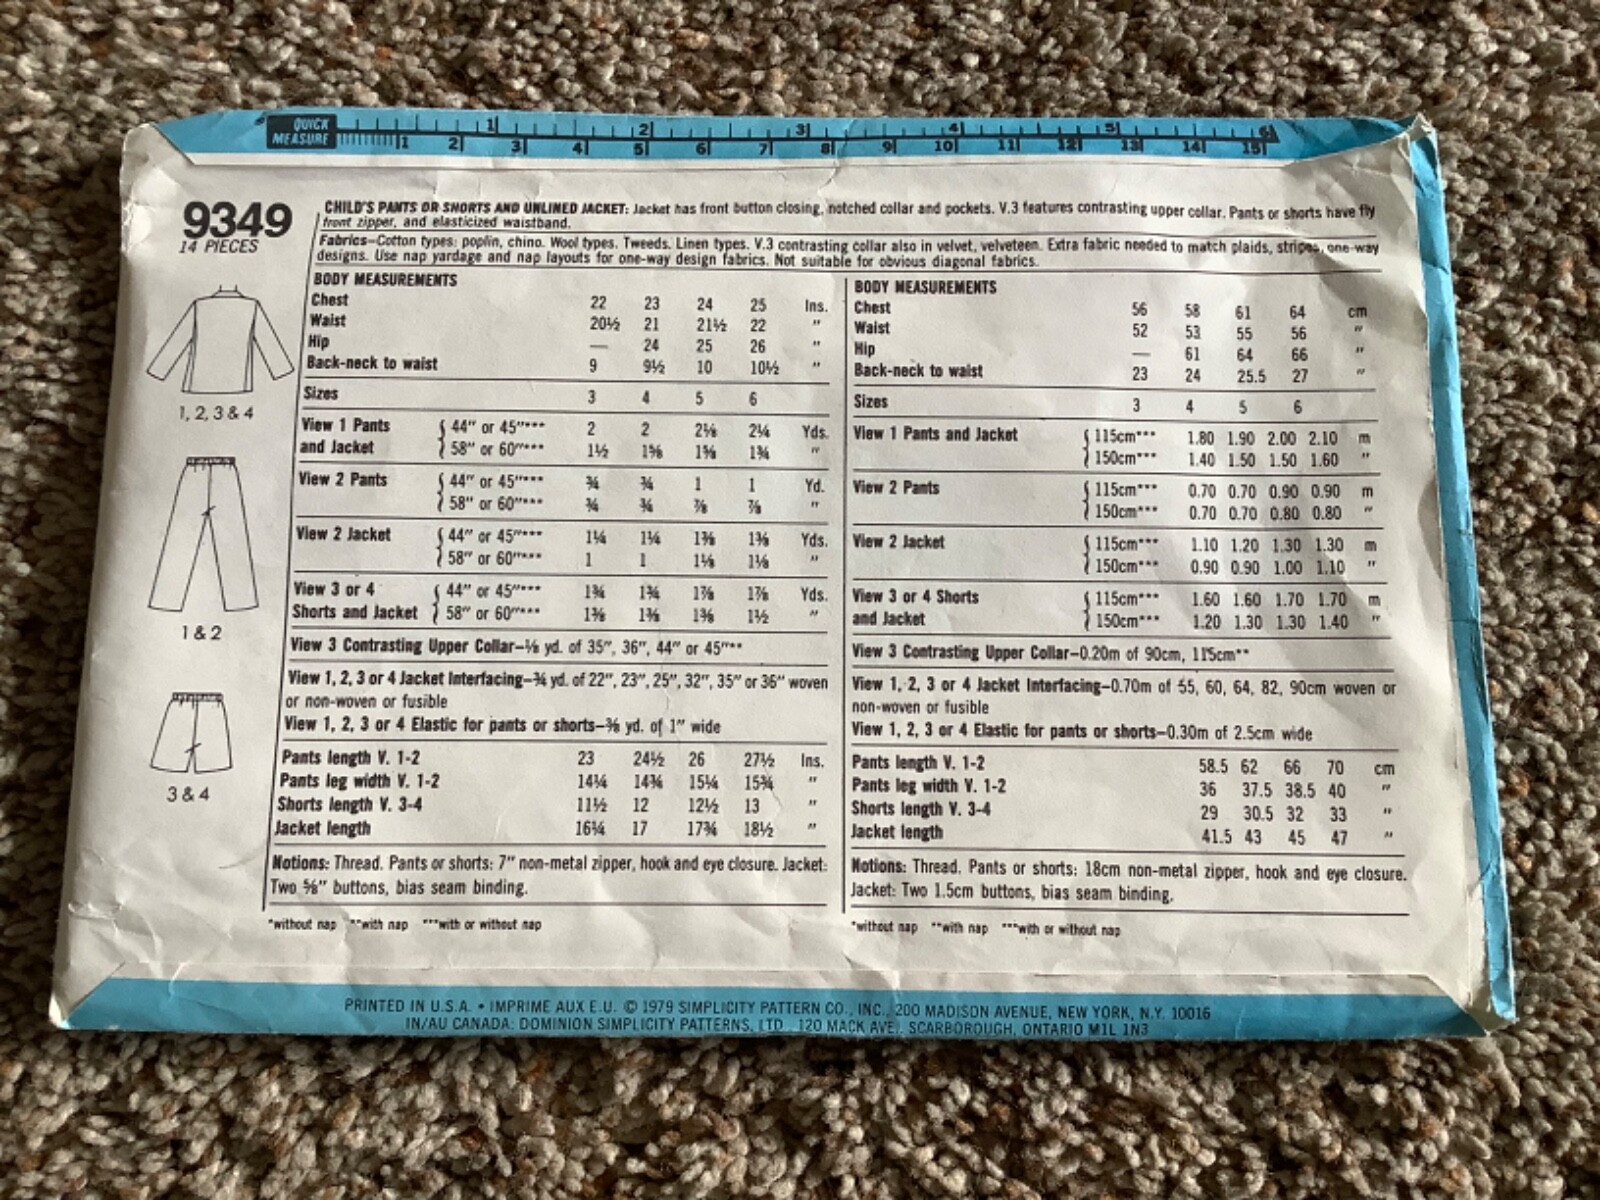 QUICK MEASURE
1 2 3 4 5 6
1 2 3 4 5 6 7 8 9 10 11 12 13 14 15
9349
14 PIECES
CHILD'S PANTS OR SHORTS AND UNLINED JACKET: Jacket has front button closing, notched collar and pockets. V.3 features contrasting upper collar. Pants or shorts have fly
front zipper, and elasticized waistband.
Fabrics–Cotton types: poplin, chino. Wool types. Tweeds. Linen types. V.3 contrasting collar also in velvet, velveteen. Extra fabric needed to match plaids, stripes, one-way
designs. Use nap yardage and nap layouts for one-way design fabrics. Not suitable for obvious diagonal fabrics.
1, 2, 3 & 4
1 & 2
3 & 4
BODY MEASUREMENTS
Chest 22 23 24 25 Ins.
Waist 20½ 21 21½ 22 "
Hip — 24 25 26 "
Back-neck to waist 9 9½ 10 10½ "
Sizes 3 4 5 6
View 1 Pants { 44" or 45"*** 2 2 2⅛ 2¼ Yds.
and Jacket { 58" or 60"*** 1½ 1⅝ 1⅝ 1¾ "
View 2 Pants { 44" or 45"*** ¾ ¾ 1 1 Yd.
{ 58" or 60"*** ¾ ¾ ⅞ ⅞ "
View 2 Jacket { 44" or 45"*** 1¼ 1¼ 1⅜ 1⅜ Yds.
{ 58" or 60"*** 1 1 1⅛ 1⅛ "
View 3 or 4 { 44" or 45"*** 1¾ 1¾ 1⅞ 1⅞ Yds.
Shorts and Jacket { 58" or 60"*** 1⅜ 1⅜ 1⅜ 1½ "
View 3 Contrasting Upper Collar–⅛ yd. of 35", 36", 44" or 45"**
View 1, 2, 3 or 4 Jacket Interfacing–¾ yd. of 22", 23", 25", 32", 35" or 36" woven
or non-woven or fusible
View 1, 2, 3 or 4 Elastic for pants or shorts–⅜ yd. of 1" wide
Pants length V. 1-2 23 24½ 26 27½ Ins.
Pants leg width V. 1-2 14¼ 14¾ 15¼ 15¾ "
Shorts length V. 3-4 11½ 12 12½ 13 "
Jacket length 16¼ 17 17¾ 18½ "
Notions: Thread. Pants or shorts: 7" non-metal zipper, hook and eye closure. Jacket:
Two ⅝" buttons, bias seam binding.
*without nap **with nap ***with or without nap
BODY MEASUREMENTS
Chest 56 58 61 64 cm
Waist 52 53 55 56 "
Hip — 61 64 66 "
Back-neck to waist 23 24 25.5 27 "
Sizes 3 4 5 6
View 1 Pants and Jacket { 115cm*** 1.80 1.90 2.00 2.10 m
{ 150cm*** 1.40 1.50 1.50 1.60 "
View 2 Pants { 115cm*** 0.70 0.70 0.90 0.90 m
{ 150cm*** 0.70 0.70 0.80 0.80 "
View 2 Jacket { 115cm*** 1.10 1.20 1.30 1.30 m
{ 150cm*** 0.90 0.90 1.00 1.10 "
View 3 or 4 Shorts { 115cm*** 1.60 1.60 1.70 1.70 m
and Jacket { 150cm*** 1.20 1.30 1.30 1.40 "
View 3 Contrasting Upper Collar–0.20m of 90cm, 115cm**
View 1, 2, 3 or 4 Jacket Interfacing–0.70m of 55, 60, 64, 82, 90cm woven or
non-woven or fusible
View 1, 2, 3 or 4 Elastic for pants or shorts–0.30m of 2.5cm wide
Pants length V. 1-2 58.5 62 66 70 cm
Pants leg width V. 1-2 36 37.5 38.5 40 "
Shorts length V. 3-4 29 30.5 32 33 "
Jacket length 41.5 43 45 47 "
Notions: Thread. Pants or shorts: 18cm non-metal zipper, hook and eye closure.
Jacket: Two 1.5cm buttons, bias seam binding.
*without nap **with nap ***with or without nap
PRINTED IN U.S.A. • IMPRIME AUX E.U. © 1979 SIMPLICITY PATTERN CO., INC., 200 MADISON AVENUE, NEW YORK, N.Y. 10016
IN/AU CANADA: DOMINION SIMPLICITY PATTERNS, LTD., 120 MACK AVE., SCARBOROUGH, ONTARIO M1L 1N3